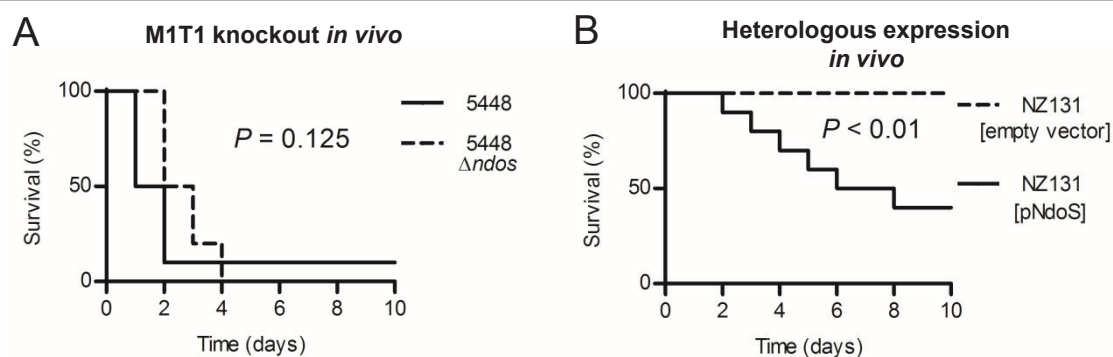 A
M1T1 knockout in vivo
100
50
0
Survival (%)
0 2 4 6 8 10
Time (days)
P = 0.125
5448
5448
Δndos
B
Heterologous expression
in vivo
100
50
0
Survival (%)
0 2 4 6 8 10
Time (days)
P < 0.01
NZ131
[empty vector]
NZ131
[pNdoS]